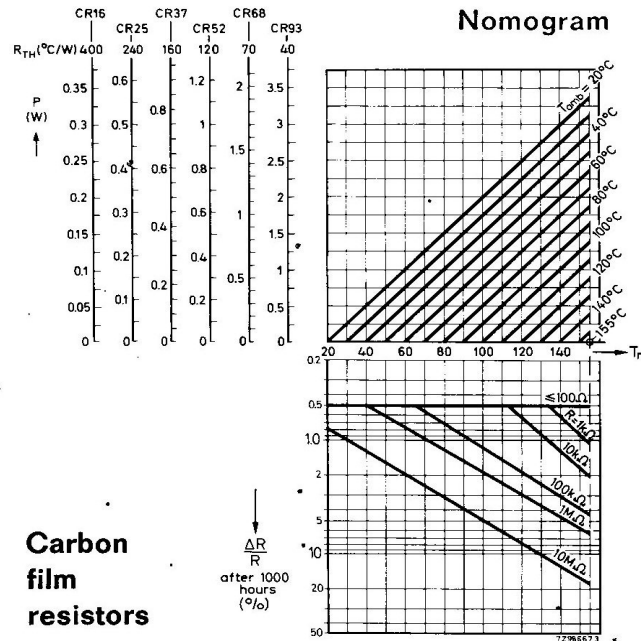 Nomogram
CR16 CR37 CR68
CR25 CR52 CR93
R_TH (°C/W) 400 240 160 120 70 40
P
(W)
0.35
0.3
0.25
0.2
0.15
0.1
0.05
0
0.6
0.5
0.4
0.3
0.2
0.1
0
0.8
0.6
0.4
0.2
0
1.2
1
0.8
0.6
0.4
0.2
0
2
1.5
1
0.5
0
3.5
3
2.5
2
1.5
1
0.5
0
Tamb = 20°C
40°C
60°C
80°C
100°C
120°C
140°C
155°C
20 40 60 80 100 120 140
0.2
0.5
1.0
2
5
10
20
50
≤100Ω
R=1kΩ
10kΩ
100kΩ
1MΩ
10MΩ
ΔR
R
after 1000
hours
(%)
Carbon
film
resistors